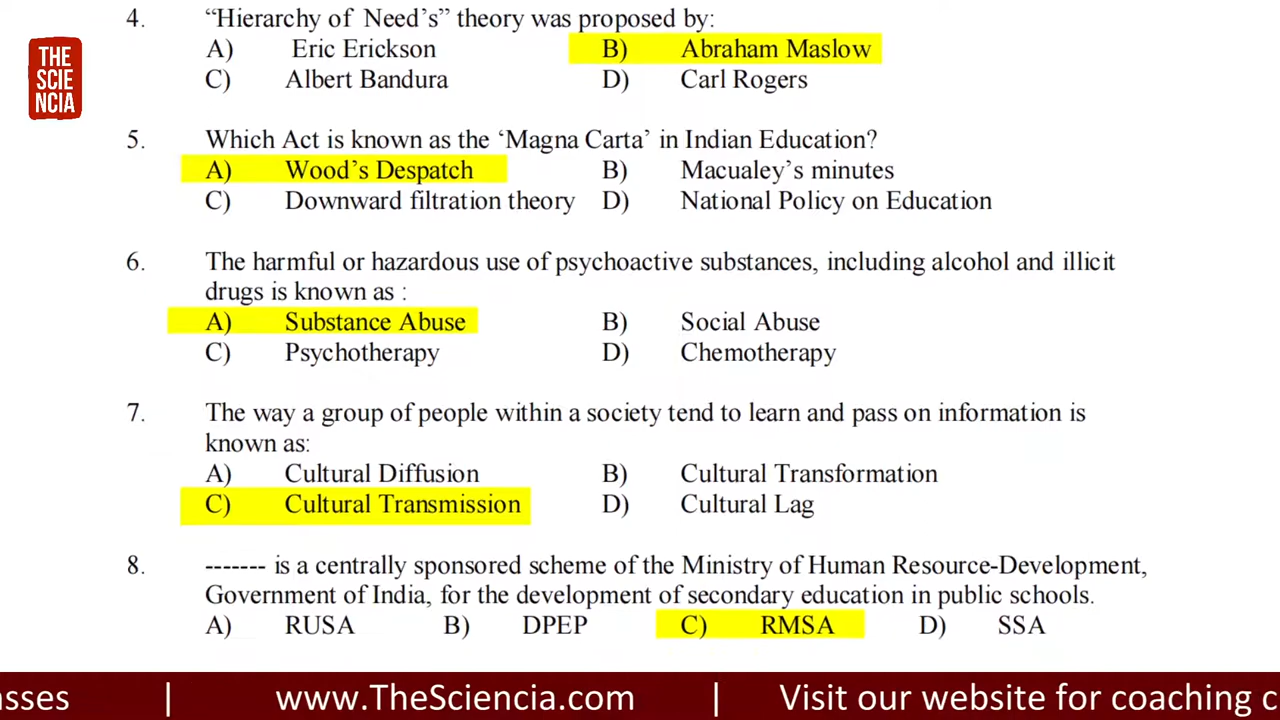 THE
SCIE
NCIA
4. “Hierarchy of Need’s” theory was proposed by:
A) Eric Erickson B) Abraham Maslow
C) Albert Bandura D) Carl Rogers
5. Which Act is known as the ‘Magna Carta’ in Indian Education?
A) Wood’s Despatch B) Macualey’s minutes
C) Downward filtration theory D) National Policy on Education
6. The harmful or hazardous use of psychoactive substances, including alcohol and illicit
drugs is known as :
A) Substance Abuse B) Social Abuse
C) Psychotherapy D) Chemotherapy
7. The way a group of people within a society tend to learn and pass on information is
known as:
A) Cultural Diffusion B) Cultural Transformation
C) Cultural Transmission D) Cultural Lag
8. ------- is a centrally sponsored scheme of the Ministry of Human Resource-Development,
Government of India, for the development of secondary education in public schools.
A) RUSA B) DPEP C) RMSA D) SSA
asses | www.TheSciencia.com | Visit our website for coaching c